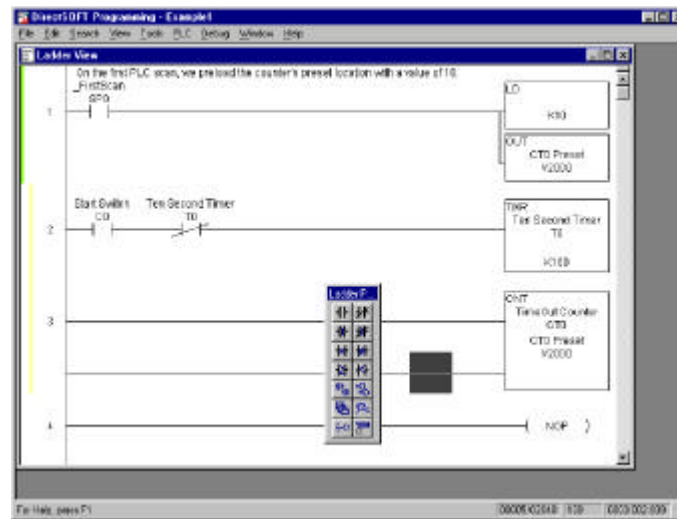 DirectSOFT Programming - Example1
File Edit Search View Tools PLC Debug Window Help
Ladder View
On the first PLC scan, we preload the counter's preset location with a value of 10.
_FirstScan
SP0
1
LD
K10
OUT
CT0 Preset
V2000
Start Switch Ten Second Timer
C0 T0
2
TMR
Ten Second Timer
T0
K100
Ladder P...
3
CNT
Time Out Counter
CT0
CT0 Preset
V2000
4
NOP
For Help, press F1